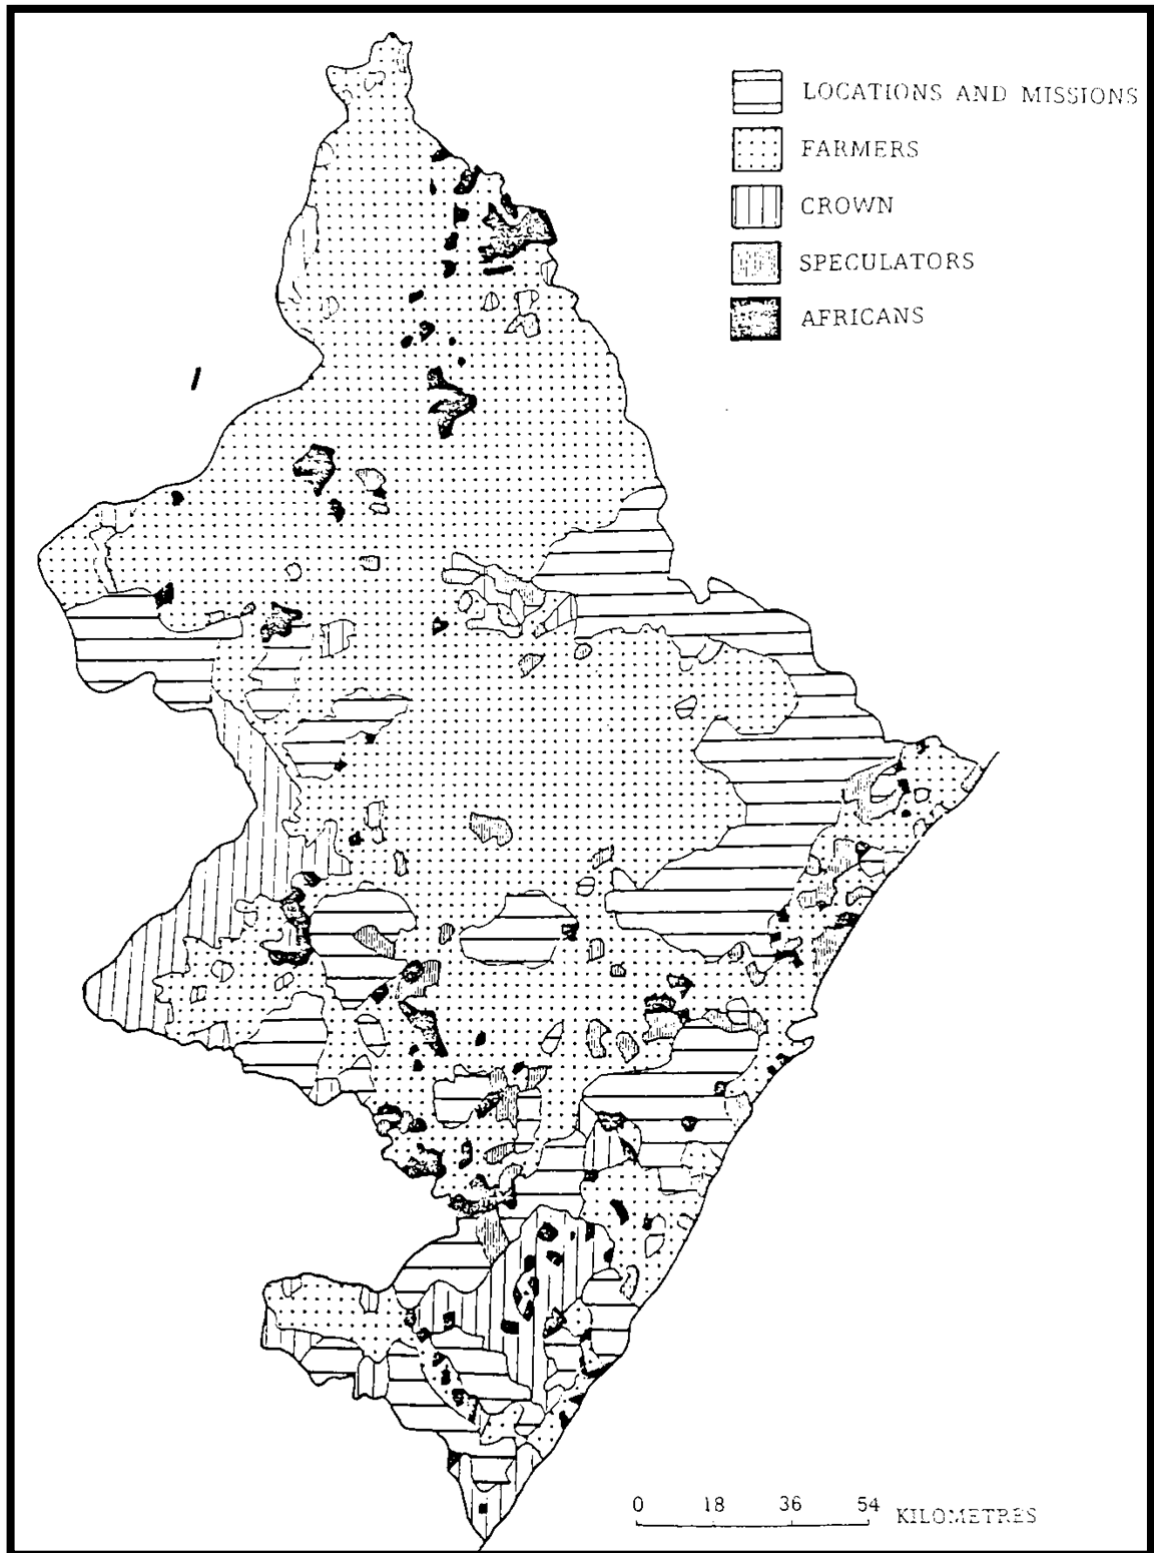 LOCATIONS AND MISSIONS
FARMERS
CROWN
SPECULATORS
AFRICANS
0 18 36 54 KILOMETRES